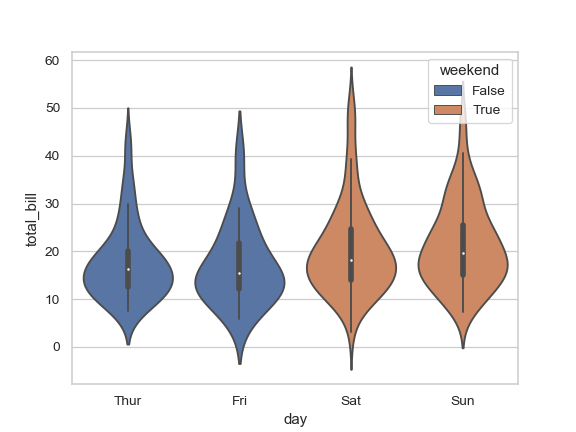 weekend
False
True
60
50
40
30
20
10
0
total_bill
Thur Fri Sat Sun
day